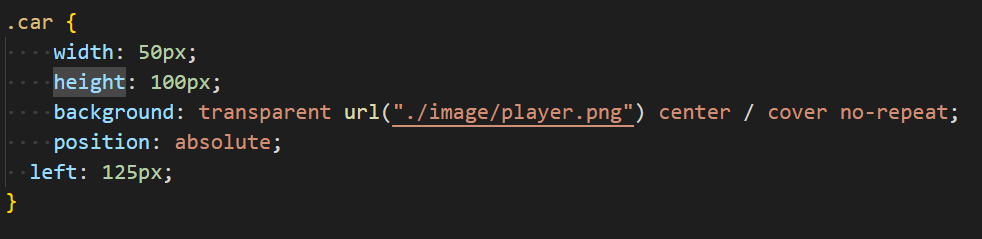 .car {
    width: 50px;
    height: 100px;
    background: transparent url("./image/player.png") center / cover no-repeat;
    position: absolute;
  left: 125px;
}